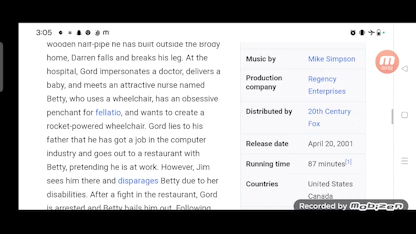 3:05
m
wooden half-pipe he has built outside the Brody
home, Darren falls and breaks his leg. At the
hospital, Gord impersonates a doctor, delivers a
baby, and meets an attractive nurse named
Betty, who uses a wheelchair, has an obsessive
penchant for fellatio, and wants to create a
rocket-powered wheelchair. Gord lies to his
father that he has got a job in the computer
industry and goes out to a restaurant with
Betty, pretending he is at work. However, Jim
sees him there and disparages Betty due to her
disabilities. After a fight in the restaurant, Gord
is arrested and Betty bails him out. Following
Music by Mike Simpson
Production Regency
company Enterprises
Distributed by 20th Century
Fox
Release date April 20, 2001
Running time 87 minutes[1]
Countries United States
Canada
Recorded by mobizen